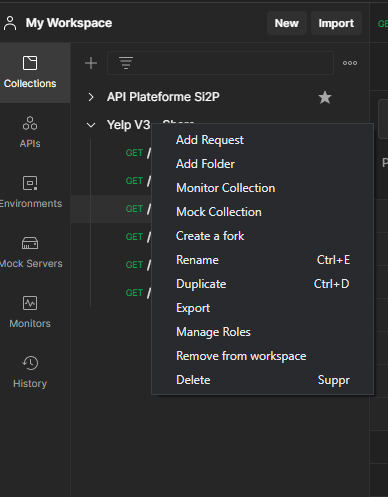 My Workspace
New
Import
Collections
API Plateforme Si2P
Yelp V3 - Share
APIs
Environments
Mock Servers
Monitors
History
GET /
GET /
GET /
GET /
GET /
GET /
Add Request
Add Folder
Monitor Collection
Mock Collection
Create a fork
Rename Ctrl+E
Duplicate Ctrl+D
Export
Manage Roles
Remove from workspace
Delete Suppr